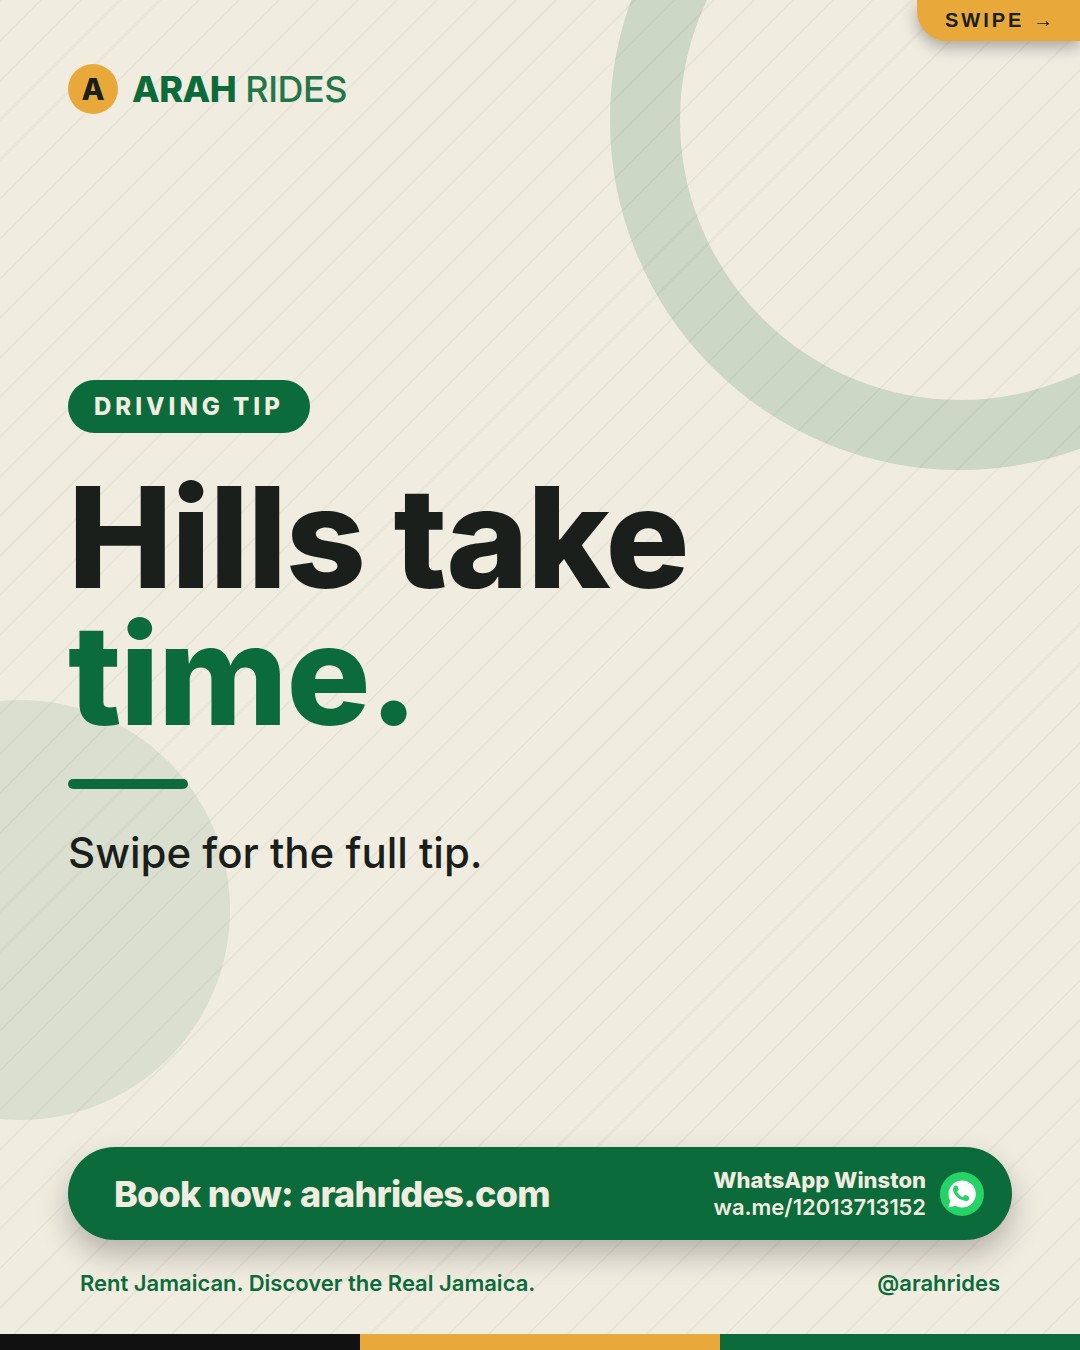 SWIPE →
A ARAH RIDES
DRIVING TIP
Hills take
time.
Swipe for the full tip.
Book now: arahrides.com
WhatsApp Winston
wa.me/12013713152
Rent Jamaican. Discover the Real Jamaica.
@arahrides